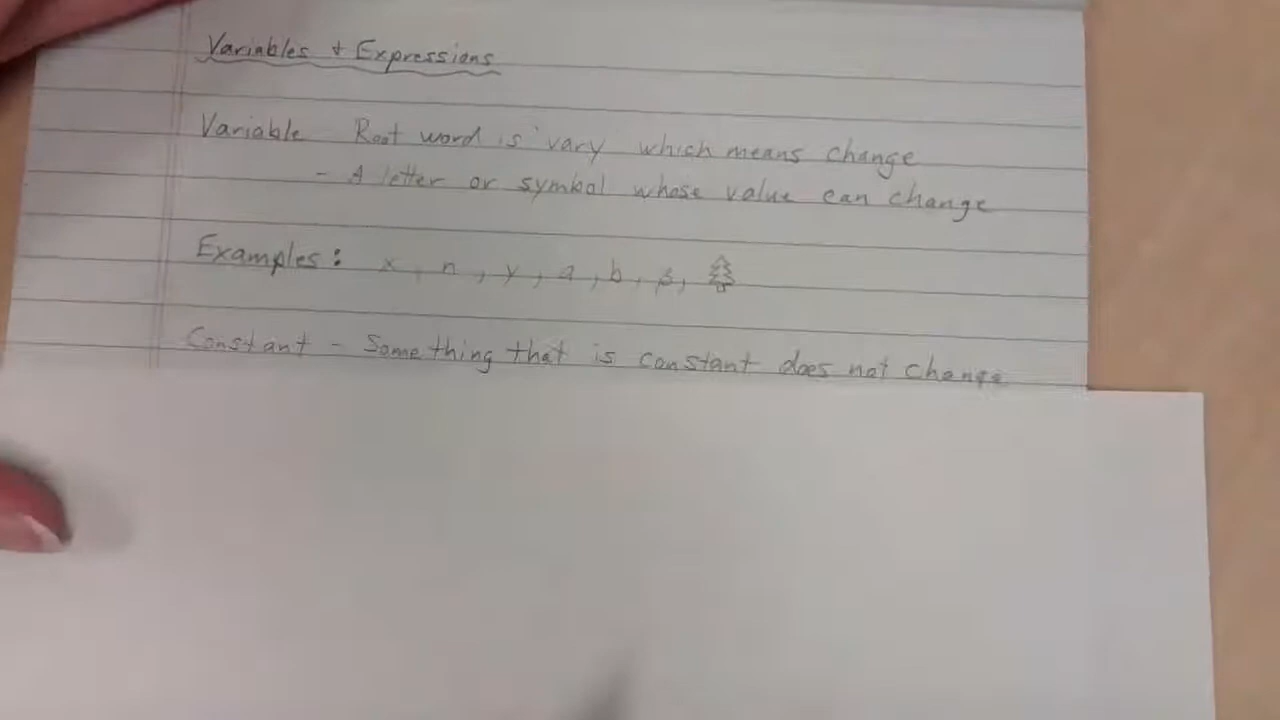 Variables + Expressions
Variable Root word is vary which means change
- A letter or symbol whose value can change
Examples: x, n, y, a, b, β,
Constant - Something that is constant does not change